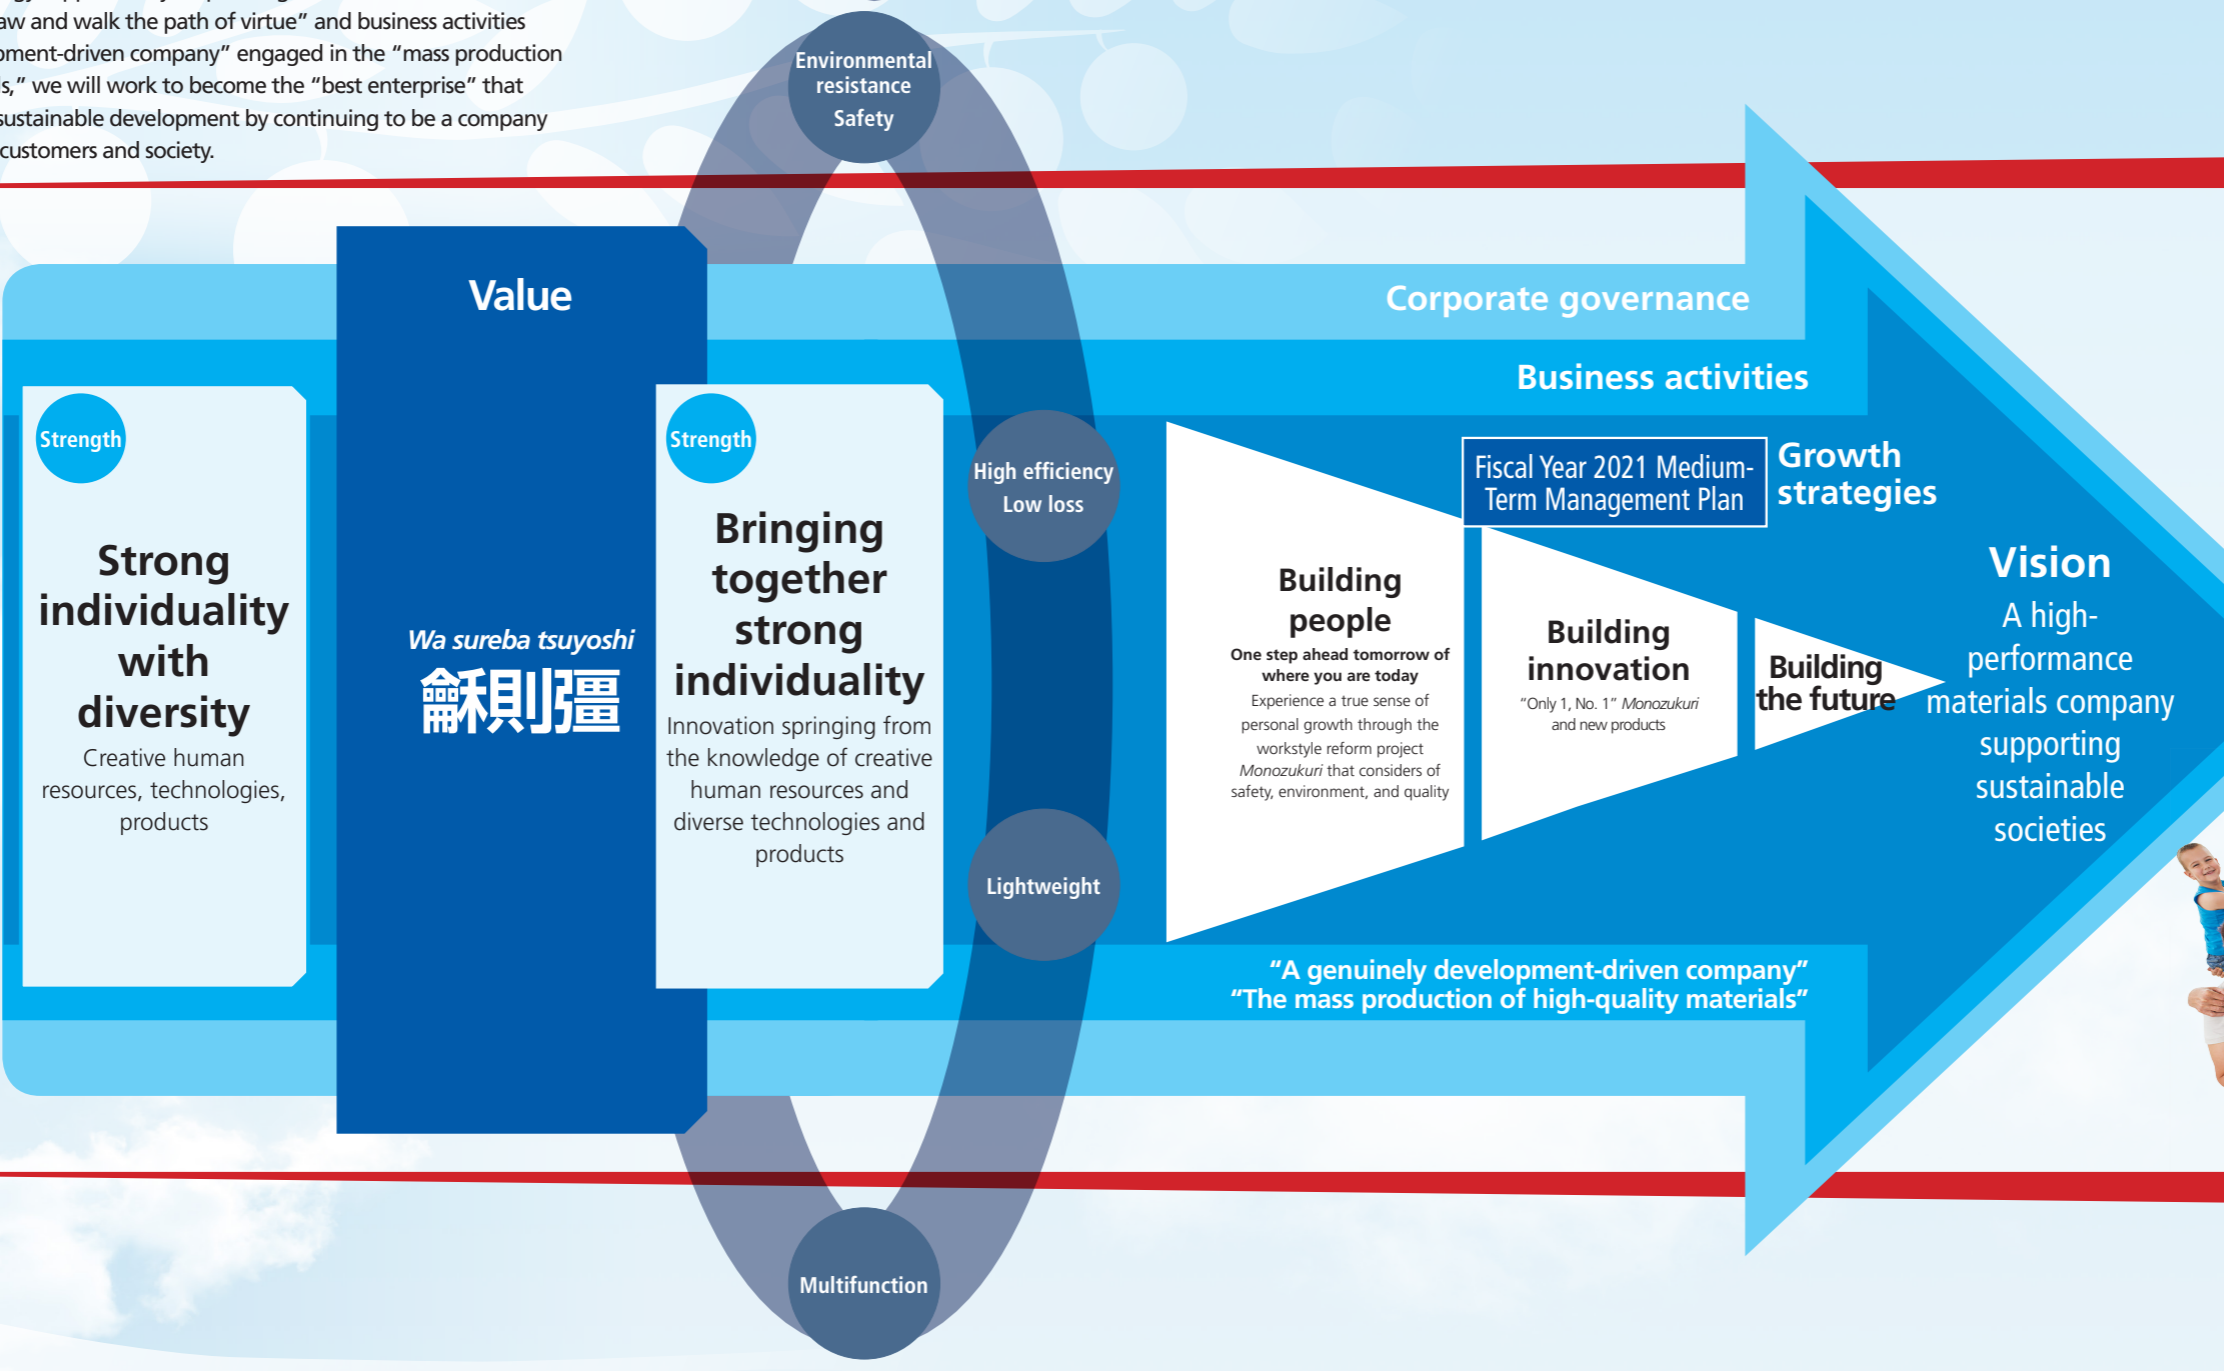 aw and walk the path of virtue” and business activities
pment-driven company” engaged in the “mass production
s,” we will work to become the “best enterprise” that
sustainable development by continuing to be a company
customers and society.
Environmental
resistance
Safety
Value
Corporate governance
Business activities
Strength
Strong
individuality
with
diversity
Creative human
resources, technologies,
products
Wa sureba tsuyoshi
龢則彊
Strength
Bringing
together
strong
individuality
Innovation springing from
the knowledge of creative
human resources and
diverse technologies and
products
High efficiency
Low loss
Lightweight
Multifunction
Fiscal Year 2021 Medium-
Term Management Plan
Growth
strategies
Building
people
One step ahead tomorrow of
where you are today
Experience a true sense of
personal growth through the
workstyle reform project
Monozukuri that considers of
safety, environment, and quality
Building
innovation
“Only 1, No. 1” Monozukuri
and new products
Building
the future
Vision
A high-
performance
materials company
supporting
sustainable
societies
“A genuinely development-driven company”
“The mass production of high-quality materials”